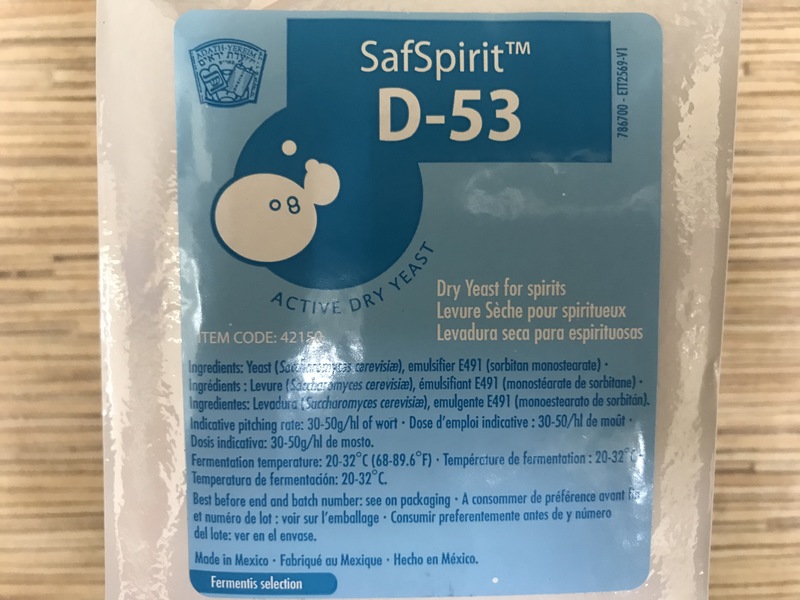 ADATH-YEREIM
קהלת יראים
SafSpirit™
D-53
786700 - ETT2569-V1
ACTIVE DRY YEAST
Dry Yeast for spirits
Levure Sèche pour spiritueux
Levadura seca para espirituosas
ITEM CODE: 42150
Ingredients: Yeast (Saccharomyces cerevisiæ), emulsifier E491 (sorbitan monostearate) ·
Ingrédients : Levure (Saccharomyces cerevisiæ), émulsifiant E491 (monostéarate de sorbitane) ·
Ingredientes: Levadura (Saccharomyces cerevisiæ), emulgente E491 (monoestearato de sorbitán).
Indicative pitching rate: 30-50g/hl of wort · Dose d'emploi indicative : 30-50/hl de moût ·
Dosis indicativa: 30-50g/hl de mosto.
Fermentation temperature: 20-32°C (68-89.6°F) · Température de fermentation : 20-32°C ·
Temperatura de fermentación: 20-32°C.
Best before end and batch number: see on packaging · A consommer de préférence avant fin
et numéro de lot : voir sur l'emballage · Consumir preferentemente antes de y número
del lote: ver en el envase.
Made in Mexico · Fabriqué au Mexique · Hecho en México.
Fermentis selection